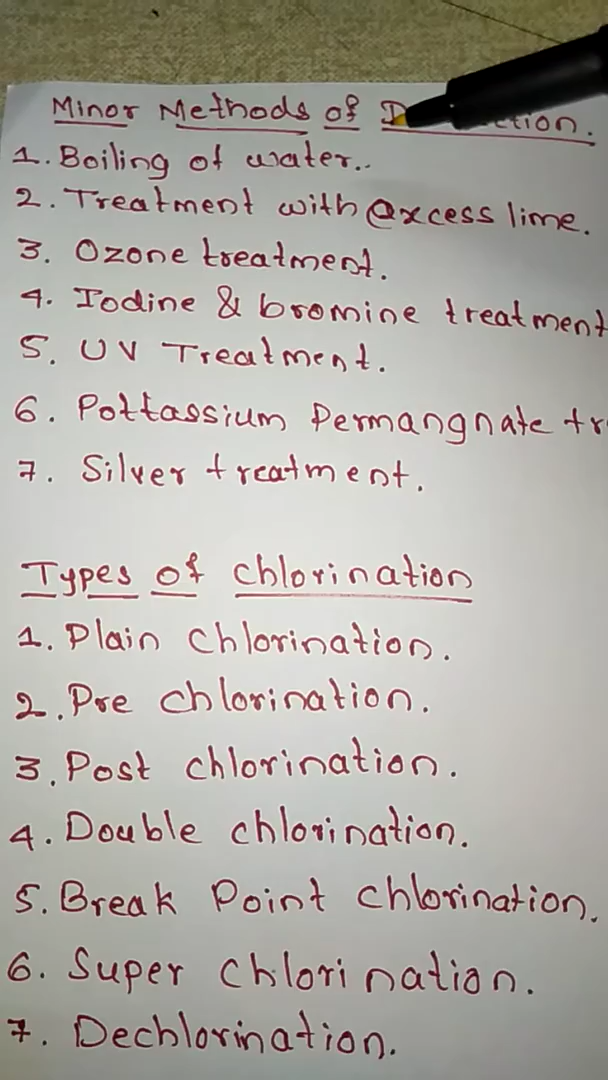 Minor Methods of
1. Boiling of water..
2. Treatment with excess lime.
3. Ozone treatment.
4. Iodine & bromine treatment
5. UV Treatment.
6. Pottassium Permangnate
7. Silver treatment.
Types of chlorination
1. Plain chlorination.
2. Pre chlorination.
3. Post chlorination.
4. Double chlorination.
5. Break Point chlorination.
6. Super chlorination.
7. Dechlorination.